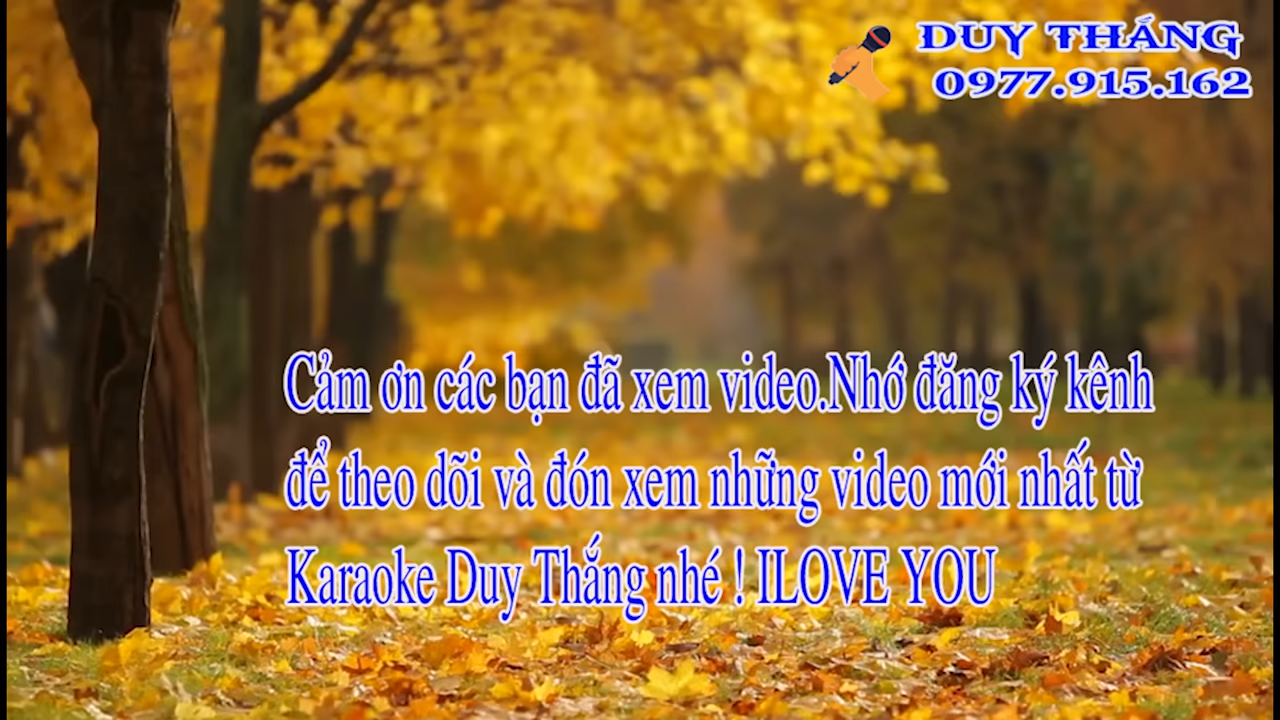 DUY THẮNG
0977.915.162
Cảm ơn các bạn đã xem video.Nhớ đăng ký kênh
để theo dõi và đón xem những video mới nhất từ
Karaoke Duy Thắng nhé ! ILOVE YOU